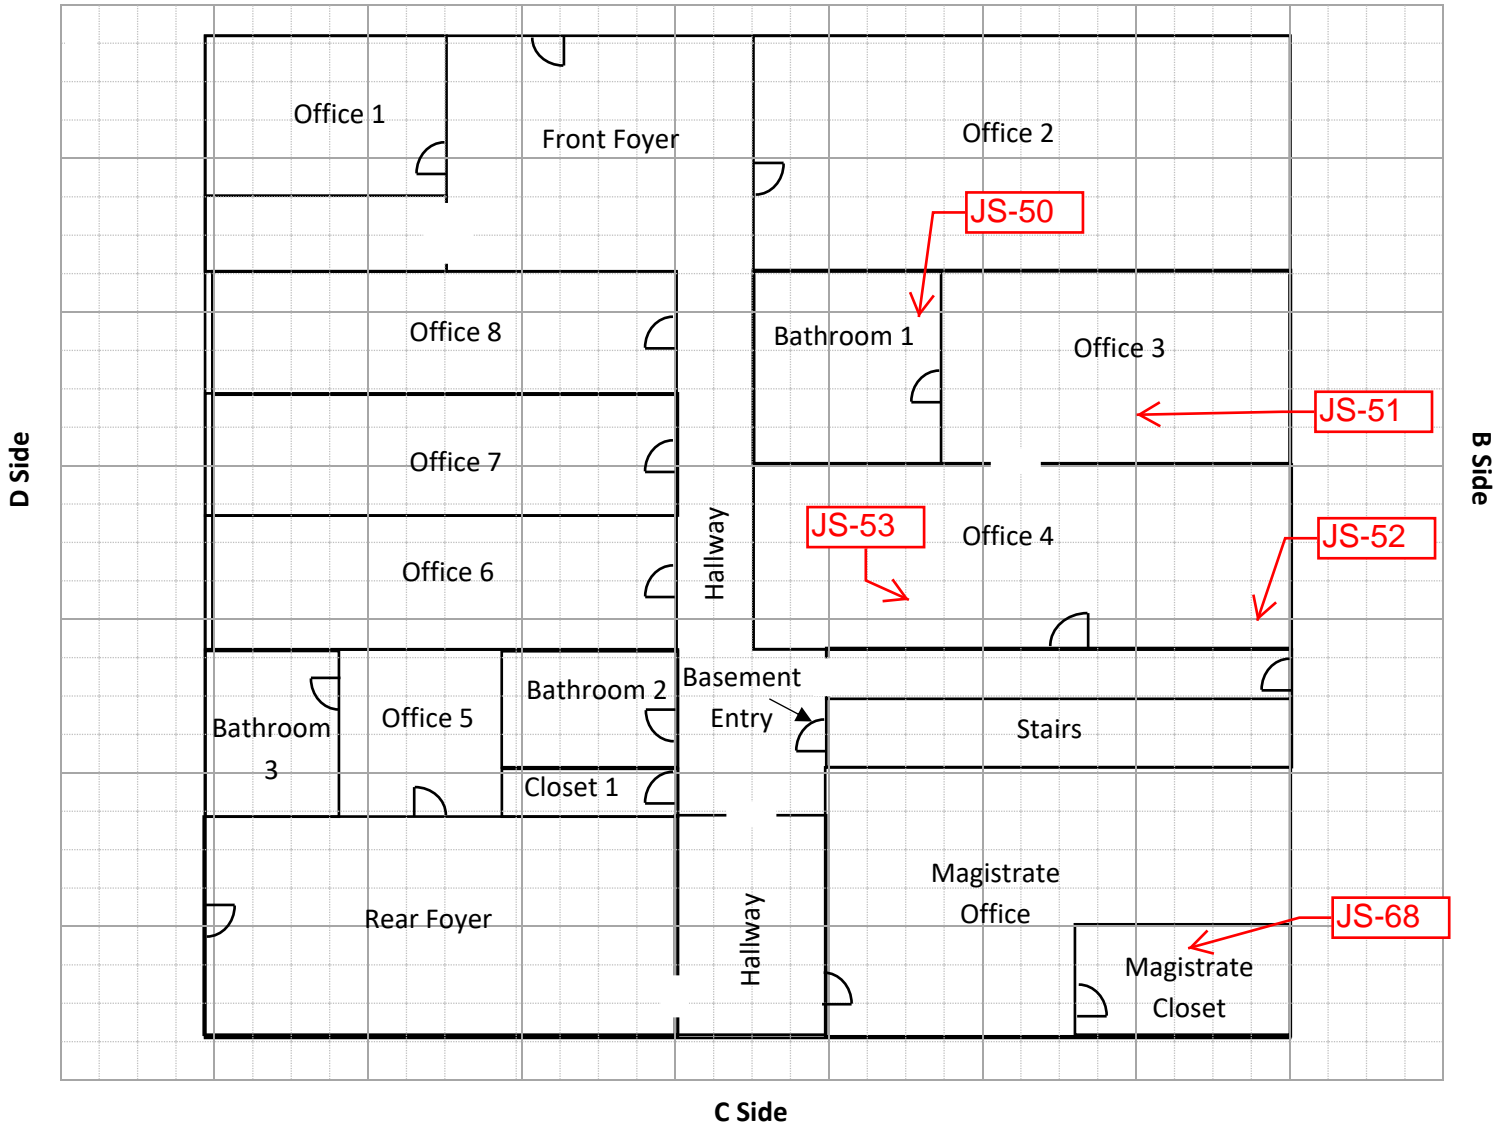 Office 1
Front Foyer
Office 2
JS-50
Office 8
Bathroom 1
Office 3
JS-51
D Side
Office 7
B Side
JS-53
Office 4
JS-52
Hallway
Office 6
Bathroom 2
Basement
Entry
Office 5
Bathroom
3
Stairs
Closet 1
Magistrate
Office
Rear Foyer
Hallway
JS-68
Magistrate
Closet
C Side